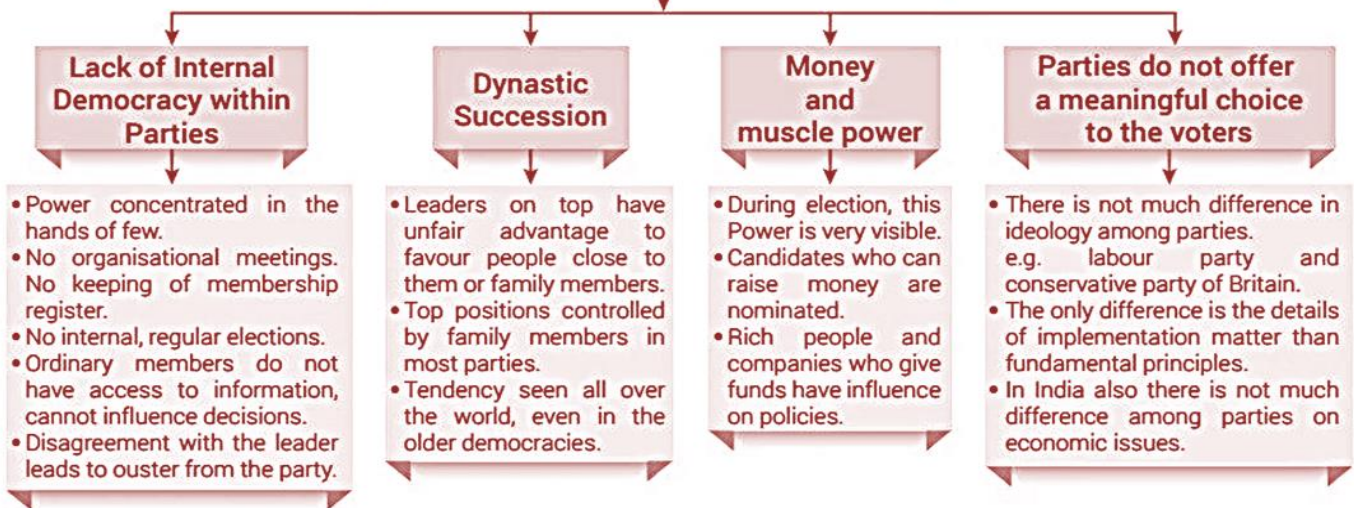 Lack of Internal
Democracy within
Parties
• Power concentrated in the
hands of few.
• No organisational meetings.
No keeping of membership
register.
• No internal, regular elections.
• Ordinary members do not
have access to information,
cannot influence decisions.
• Disagreement with the leader
leads to ouster from the party.
Dynastic
Succession
• Leaders on top have
unfair advantage to
favour people close to
them or family members.
• Top positions controlled
by family members in
most parties.
• Tendency seen all over
the world, even in the
older democracies.
Money
and
muscle power
• During election, this
Power is very visible.
• Candidates who can
raise money are
nominated.
• Rich people and
companies who give
funds have influence
on policies.
Parties do not offer
a meaningful choice
to the voters
• There is not much difference in
ideology among parties.
e.g. labour party and
conservative party of Britain.
• The only difference is the details
of implementation matter than
fundamental principles.
• In India also there is not much
difference among parties on
economic issues.